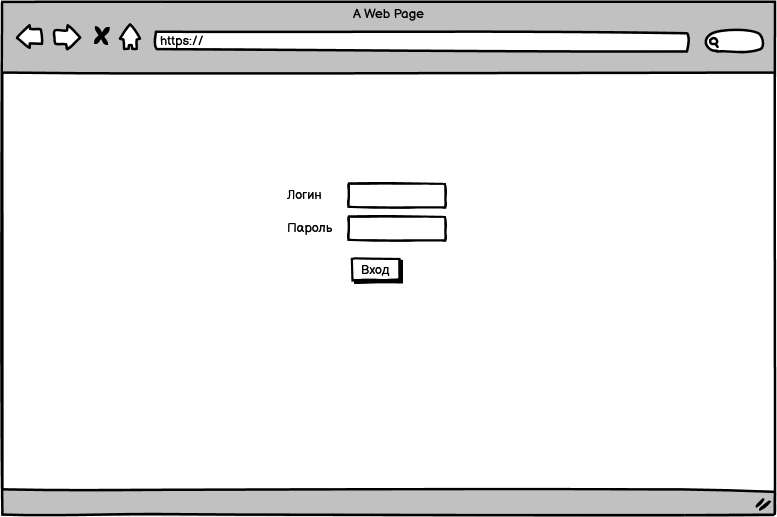 A Web Page
https://
Логин
Пароль
Вход